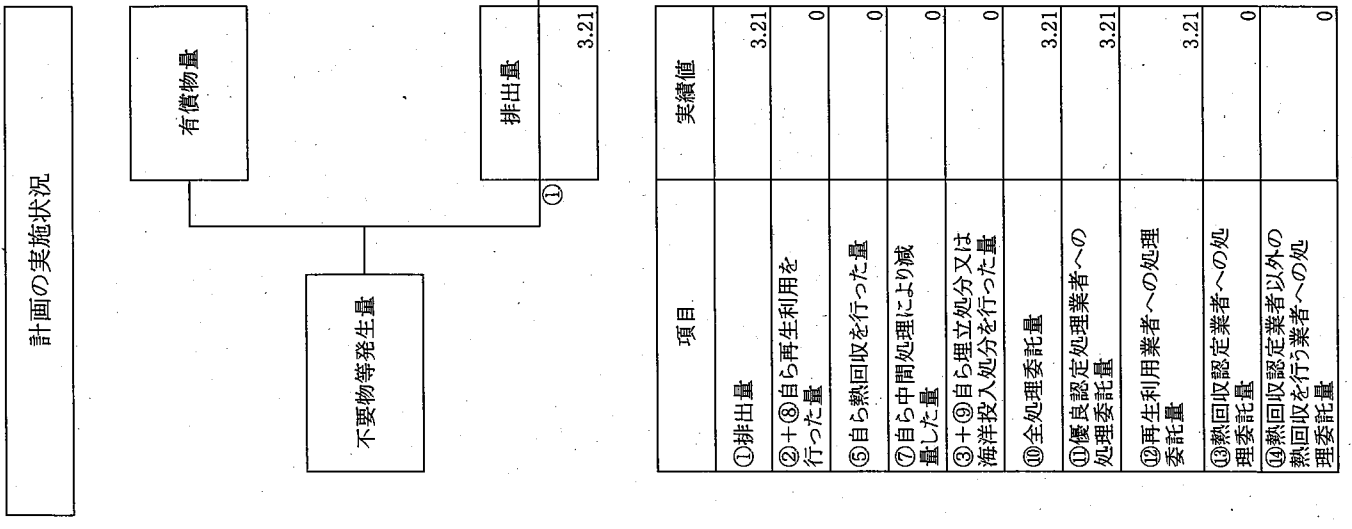 計画の実施状況
有償物量
不要物等発生量
排出量
①
3.21
項目
実績値
①排出量
3.21
②+⑧自ら再生利用を
行った量
0
⑤自ら熱回収を行った量
0
⑦自ら中間処理により減
量した量
0
③+⑨自ら埋立処分又は
海洋投入処分を行った量
0
⑩全処理委託量
3.21
⑪優良認定処理業者への
処理委託量
3.21
⑫再生利用業者への処理
委託量
3.21
⑬熱回収認定業者への処
理委託量
0
⑭熱回収認定業者以外の
熱回収を行う業者への処
理委託量
0